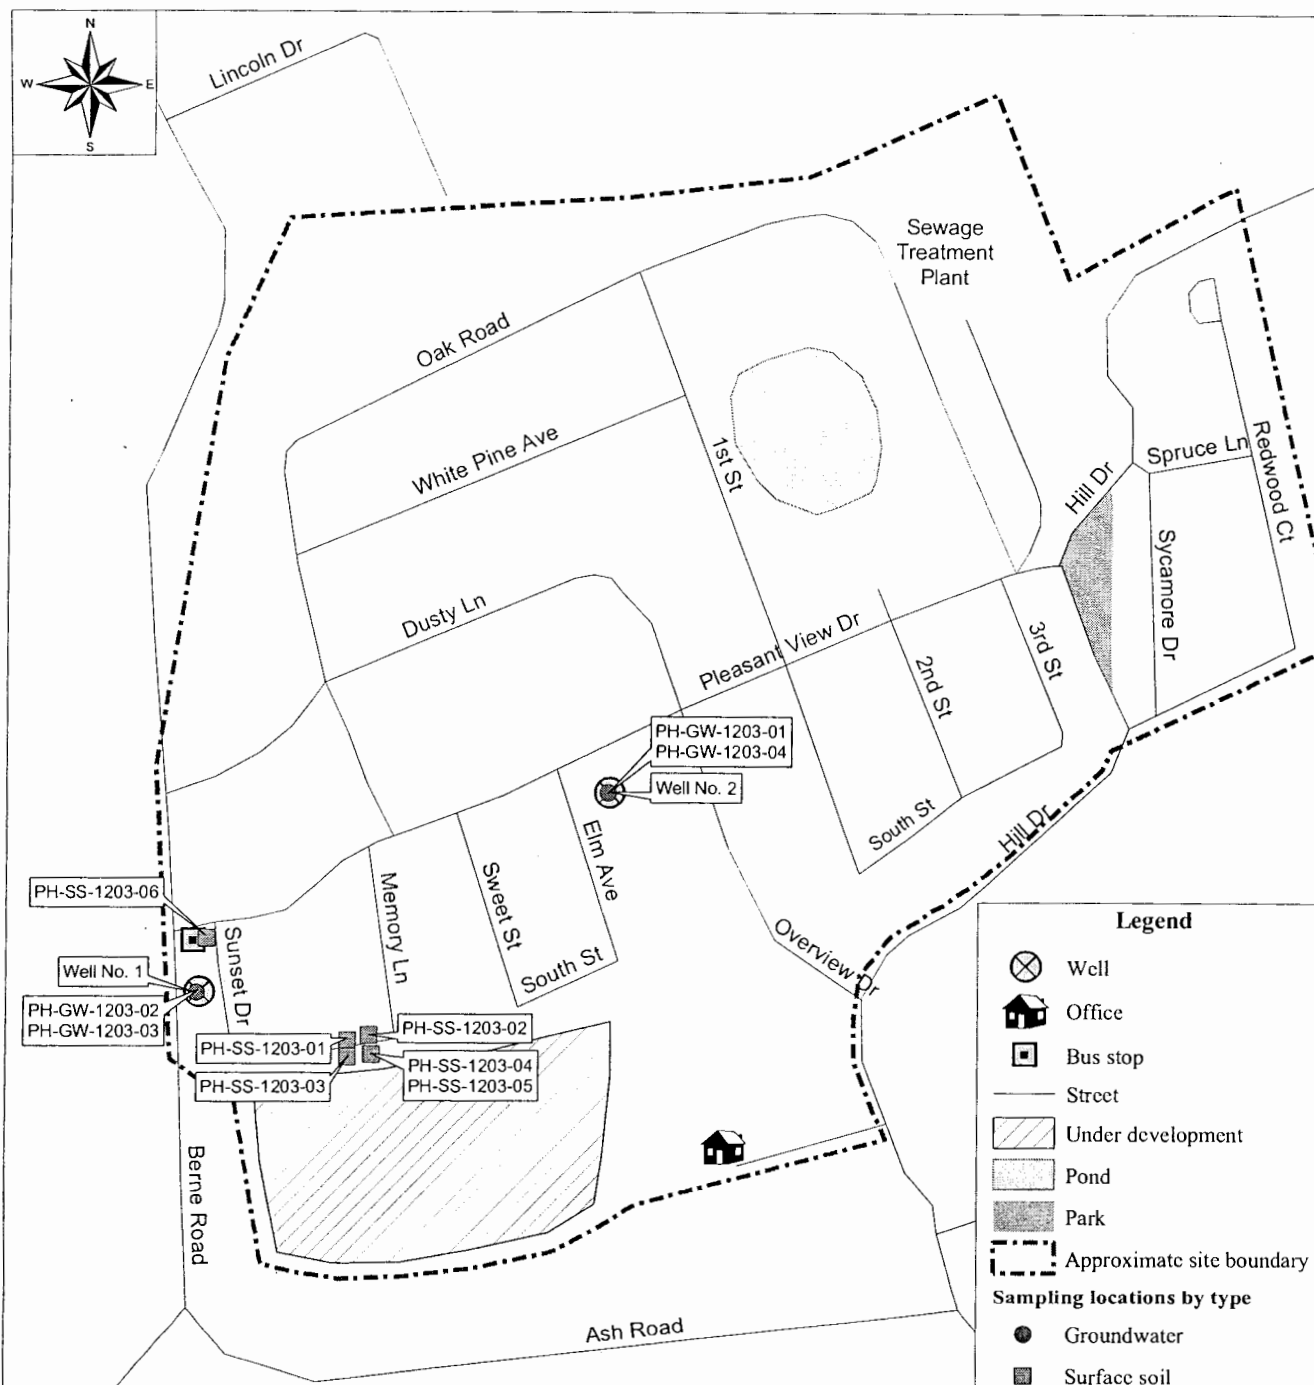 N
W E
S
Lincoln Dr
Sewage
Treatment
Plant
Oak Road
White Pine Ave
1st St
Hill Dr
Spruce Ln
Redwood Ct
Sycamore Dr
Dusty Ln
Pleasant View Dr
2nd St
3rd St
PH-GW-1203-01
PH-GW-1203-04
Well No. 2
South St
Hill Dr
Elm Ave
Sweet St
Memory Ln
South St
PH-SS-1203-06
Sunset Dr
Well No. 1
PH-GW-1203-02
PH-GW-1203-03
Overview Dr
PH-SS-1203-01
PH-SS-1203-02
PH-SS-1203-03
PH-SS-1203-04
PH-SS-1203-05
Berne Road
Ash Road
Legend
Well
Office
Bus stop
Street
Under development
Pond
Park
Approximate site boundary
Sampling locations by type
Groundwater
Surface soil